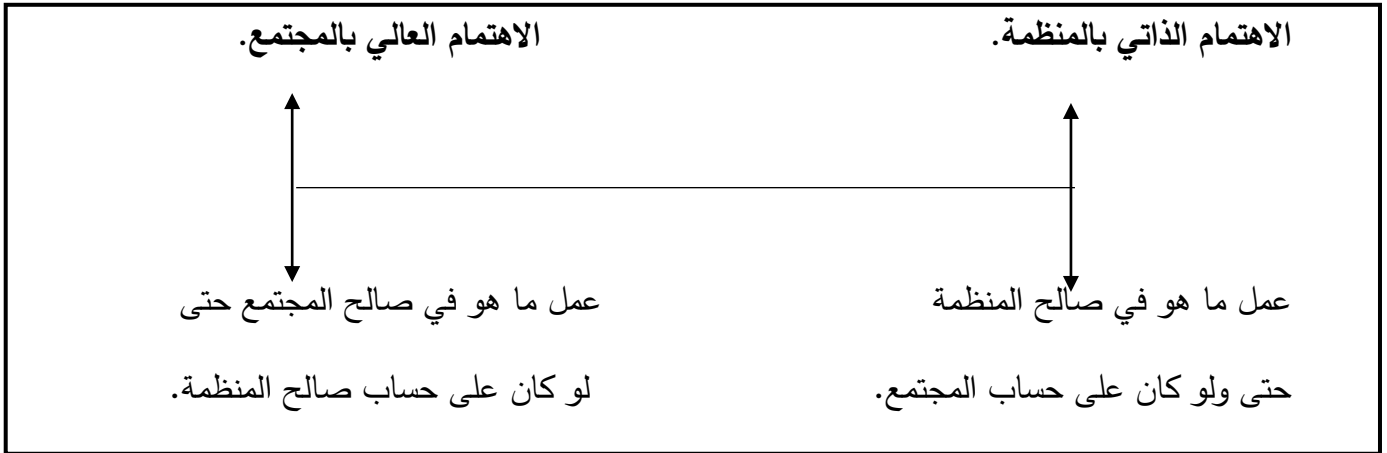 الاهتمام الذاتي بالمنظمة.
الاهتمام العالي بالمجتمع.
عمل ما هو في صالح المنظمة
حتى ولو كان على حساب المجتمع.
عمل ما هو في صالح المجتمع حتى
لو كان على حساب صالح المنظمة.